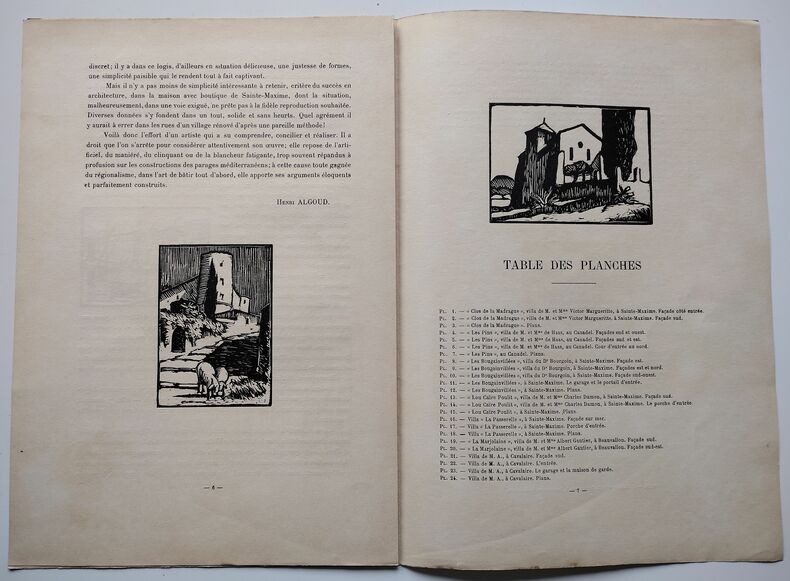 discret; il y a dans ce logis, d'ailleurs en situation délicieuse, une justesse de formes,
une simplicité paisible qui le rendent tout à fait captivant.
Mais il n'y a pas moins de simplicité intéressante à retenir, critère du succès en
architecture, dans la maison avec boutique de Sainte-Maxime, dont la situation,
malheureusement, dans une voie exiguë, ne prête pas à la fidèle reproduction souhaitée.
Diverses données s'y fondent dans un tout, solide et sans heurts. Quel agrément il
y aurait à errer dans les rues d'un village rénové d'après une pareille méthode!
Voilà donc l'effort d'un artiste qui a su comprendre, concilier et réaliser. Il a
droit que l'on s'arrête pour considérer attentivement son œuvre; elle repose de l'arti-
ficiel, du maniéré, du clinquant ou de la blancheur fatigante, trop souvent répandus à
profusion sur les constructions des parages méditerranéens; à cette cause toute gagnée
du régionalisme, dans l'art de bâtir tout d'abord, elle apporte ses arguments éloquents
et parfaitement construits.
Henri ALGOUD.
— 6 —
TABLE DES PLANCHES
Pl. 1. — « Clos de la Madrague », villa de M. et Mme Victor Margueritte, à Sainte-Maxime. Façade côté entrée.
Pl. 2. — « Clos de la Madrague », villa de M. et Mme Victor Margueritte, à Sainte-Maxime. Façade sud.
Pl. 3. — « Clos de la Madrague ». Plans.
Pl. 4. — « Les Pins », villa de M. et Mme de Hass, au Canadel. Façades sud et ouest.
Pl. 5. — « Les Pins », villa de M. et Mme de Hass, au Canadel. Façades sud et est.
Pl. 6. — « Les Pins », villa de M. et Mme de Hass, au Canadel. Cour d'entrée au nord.
Pl. 7. — « Les Pins », au Canadel. Plans.
Pl. 8. — « Les Bougainvillées », villa du Dr Bourgoin, à Sainte-Maxime. Façade est.
Pl. 9. — « Les Bougainvillées », villa du Dr Bourgoin, à Sainte-Maxime. Façades est et nord.
Pl. 10. — « Les Bougainvillées », villa du Dr Bourgoin, à Sainte-Maxime. Façade sud-ouest.
Pl. 11. — « Les Bougainvillées », à Sainte-Maxime. Le garage et le portail d'entrée.
Pl. 12. — « Les Bougainvillées », à Sainte-Maxime. Plans.
Pl. 13. — « Lou Caïre Poulit », villa de M. et Mme Charles Damon, à Sainte-Maxime. Façade sud.
Pl. 14. — « Lou Caïre Poulit », villa de M. et Mme Charles Damon, à Sainte-Maxime. Le porche d'entrée.
Pl. 15. — « Lou Caïre Poulit », à Sainte-Maxime. Plans.
Pl. 16. — Villa « La Passerelle », à Sainte-Maxime. Façade sur mer.
Pl. 17. — Villa « La Passerelle », à Sainte-Maxime. Porche d'entrée.
Pl. 18. — Villa « La Passerelle », à Sainte-Maxime. Plans.
Pl. 19. — « La Marjolaine », villa de M. et Mme Albert Gautier, à Beauvallon. Façade sud.
Pl. 20. — « La Marjolaine », villa de M. et Mme Albert Gautier, à Beauvallon. Façade sud-est.
Pl. 21. — Villa de M. A., à Cavalaire. Façade sud.
Pl. 22. — Villa de M. A., à Cavalaire. L'entrée.
Pl. 23. — Villa de M. A., à Cavalaire. Le garage et la maison de garde.
Pl. 24. — Villa de M. A., à Cavalaire. Plans.
— 7 —